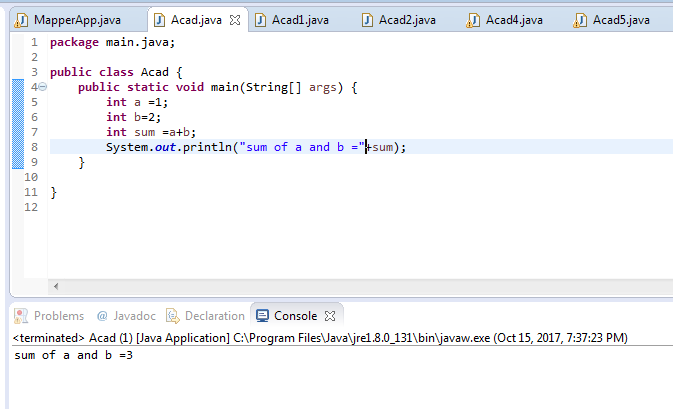 MapperApp.java Acad.java Acad1.java Acad2.java Acad4.java Acad5.java
1 package main.java;
2
3 public class Acad {
4 public static void main(String[] args) {
5 int a =1;
6 int b=2;
7 int sum =a+b;
8 System.out.println("sum of a and b ="+sum);
9 }
10
11 }
12
Problems @ Javadoc Declaration Console
<terminated> Acad (1) [Java Application] C:\Program Files\Java\jre1.8.0_131\bin\javaw.exe (Oct 15, 2017, 7:37:23 PM)
sum of a and b =3